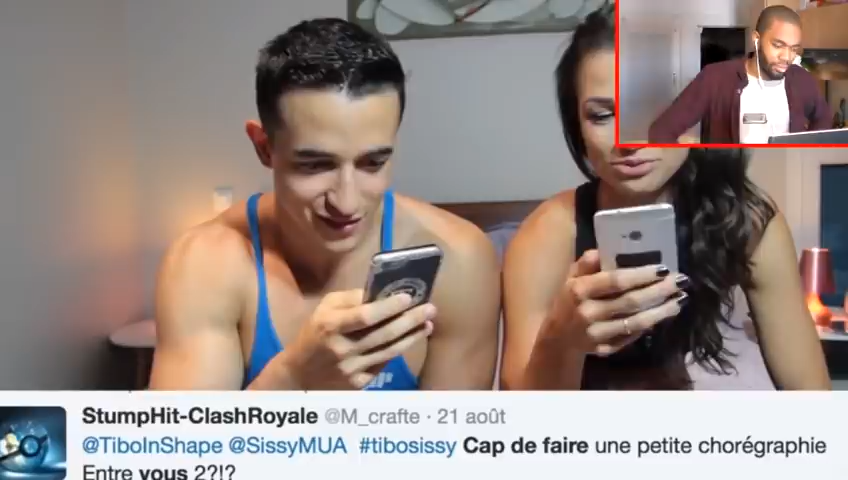 StumpHit-ClashRoyale @M_crafte · 21 août
@TiboInShape @SissyMUA #tibosissy Cap de faire une petite chorégraphie
Entre vous 2?!?